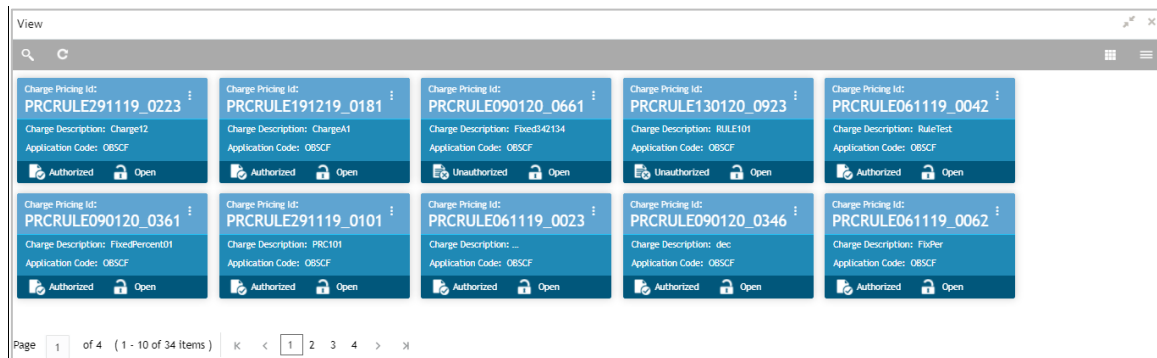 View
Charge Pricing Id:
PRCRULE291119_0223
Charge Description: Charge12
Application Code: OBSCF
Authorized Open
Charge Pricing Id:
PRCRULE191219_0181
Charge Description: ChargeA1
Application Code: OBSCF
Authorized Open
Charge Pricing Id:
PRCRULE090120_0661
Charge Description: Fixed342134
Application Code: OBSCF
Unauthorized Open
Charge Pricing Id:
PRCRULE130120_0923
Charge Description: RULE101
Application Code: OBSCF
Unauthorized Open
Charge Pricing Id:
PRCRULE061119_0042
Charge Description: RuleTest
Application Code: OBSCF
Authorized Open
Charge Pricing Id:
PRCRULE090120_0361
Charge Description: FixedPercent01
Application Code: OBSCF
Authorized Open
Charge Pricing Id:
PRCRULE291119_0101
Charge Description: PRC101
Application Code: OBSCF
Authorized Open
Charge Pricing Id:
PRCRULE061119_0023
Charge Description: ...
Application Code: OBSCF
Authorized Open
Charge Pricing Id:
PRCRULE090120_0346
Charge Description: dec
Application Code: OBSCF
Authorized Open
Charge Pricing Id:
PRCRULE061119_0062
Charge Description: FixPer
Application Code: OBSCF
Authorized Open
Page 1 of 4 ( 1 - 10 of 34 items ) 1 2 3 4